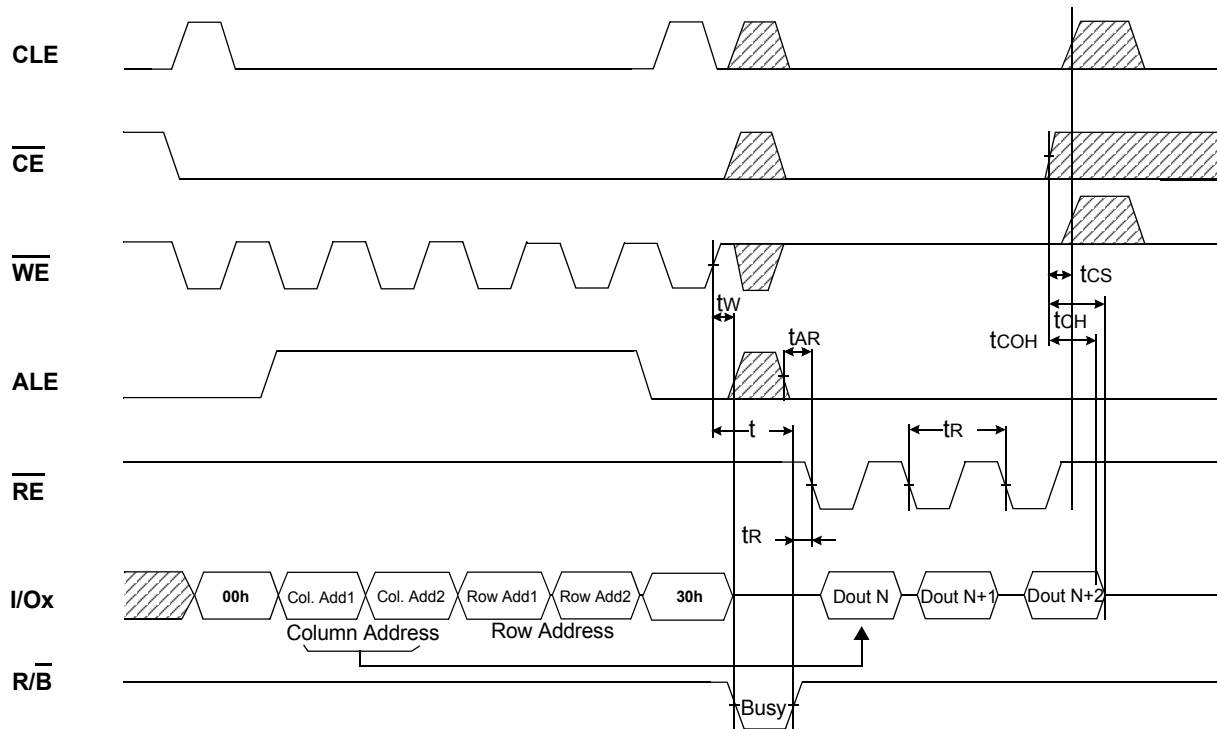 CLE
CE
WE
tCS
tW
tCH
tAR
tCOH
ALE
t
tR
RE
tR
I/Ox
00h
Col. Add1
Col. Add2
Row Add1
Row Add2
30h
Dout N
Dout N+1
Dout N+2
Column Address
Row Address
R/B
Busy